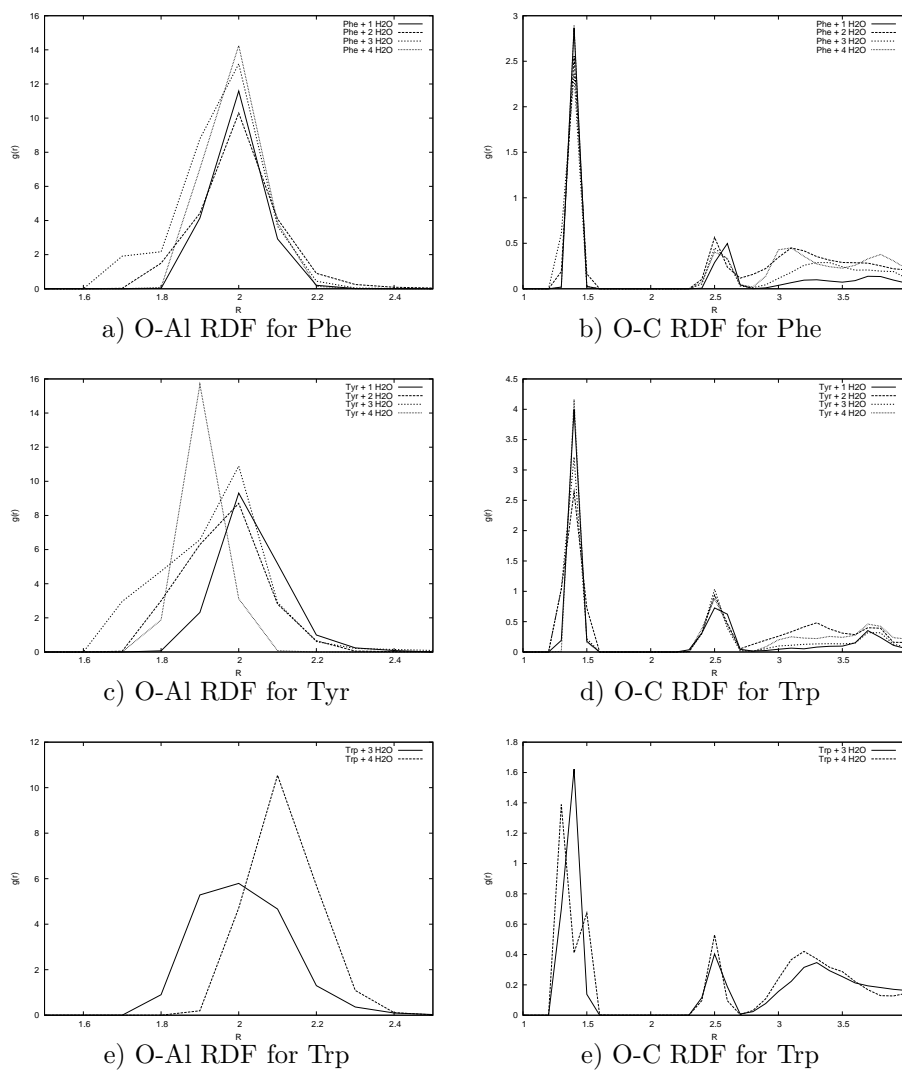 16
14
12
10
8
6
4
2
0
1.6
1.8
2
2.2
2.4
R
g(r)
Phe + 1 H2O
Phe + 2 H2O
Phe + 3 H2O
Phe + 4 H2O
a) O-Al RDF for Phe
3
2.5
2
1.5
1
0.5
0
1
1.5
2
2.5
3
3.5
R
g(r)
Phe + 1 H2O
Phe + 2 H2O
Phe + 3 H2O
Phe + 4 H2O
b) O-C RDF for Phe
16
14
12
10
8
6
4
2
0
1.6
1.8
2
2.2
2.4
R
g(r)
Tyr + 1 H2O
Tyr + 2 H2O
Tyr + 3 H2O
Tyr + 4 H2O
c) O-Al RDF for Tyr
4.5
4
3.5
3
2.5
2
1.5
1
0.5
0
1
1.5
2
2.5
3
3.5
R
g(r)
Tyr + 1 H2O
Tyr + 2 H2O
Tyr + 3 H2O
Tyr + 4 H2O
d) O-C RDF for Trp
12
10
8
6
4
2
0
1.6
1.8
2
2.2
2.4
R
g(r)
Trp + 3 H2O
Trp + 4 H2O
e) O-Al RDF for Trp
1.8
1.6
1.4
1.2
1
0.8
0.6
0.4
0.2
0
1
1.5
2
2.5
3
3.5
R
g(r)
Trp + 3 H2O
Trp + 4 H2O
e) O-C RDF for Trp